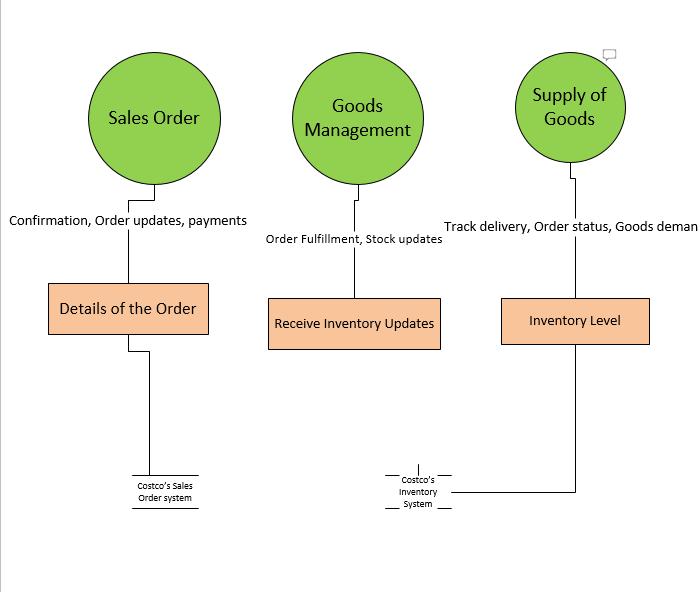 Sales Order
Goods
Management
Supply of
Goods
Confirmation, Order updates, payments
Order Fulfillment, Stock updates
Track delivery, Order status, Goods deman
Details of the Order
Receive Inventory Updates
Inventory Level
Costco's Sales
Order system
Costco's
Inventory
System